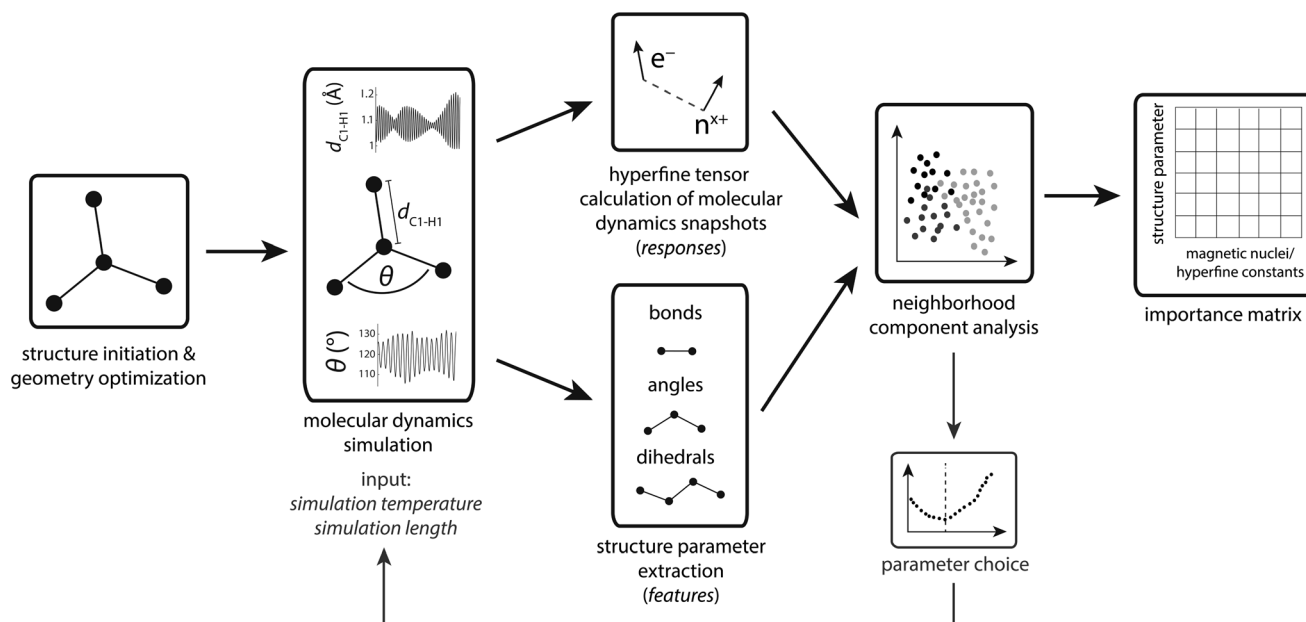 structure initiation &
geometry optimization
d C1-H1 (Å)
1.2
1.1
1
d C1-H1
θ
θ (°)
130
120
110
molecular dynamics
simulation
input:
simulation temperature
simulation length
e−
n x+
hyperfine tensor
calculation of molecular
dynamics snapshots
(responses)
bonds
angles
dihedrals
structure parameter
extraction
(features)
neighborhood
component analysis
parameter choice
structure parameter
magnetic nuclei/
hyperfine constants
importance matrix